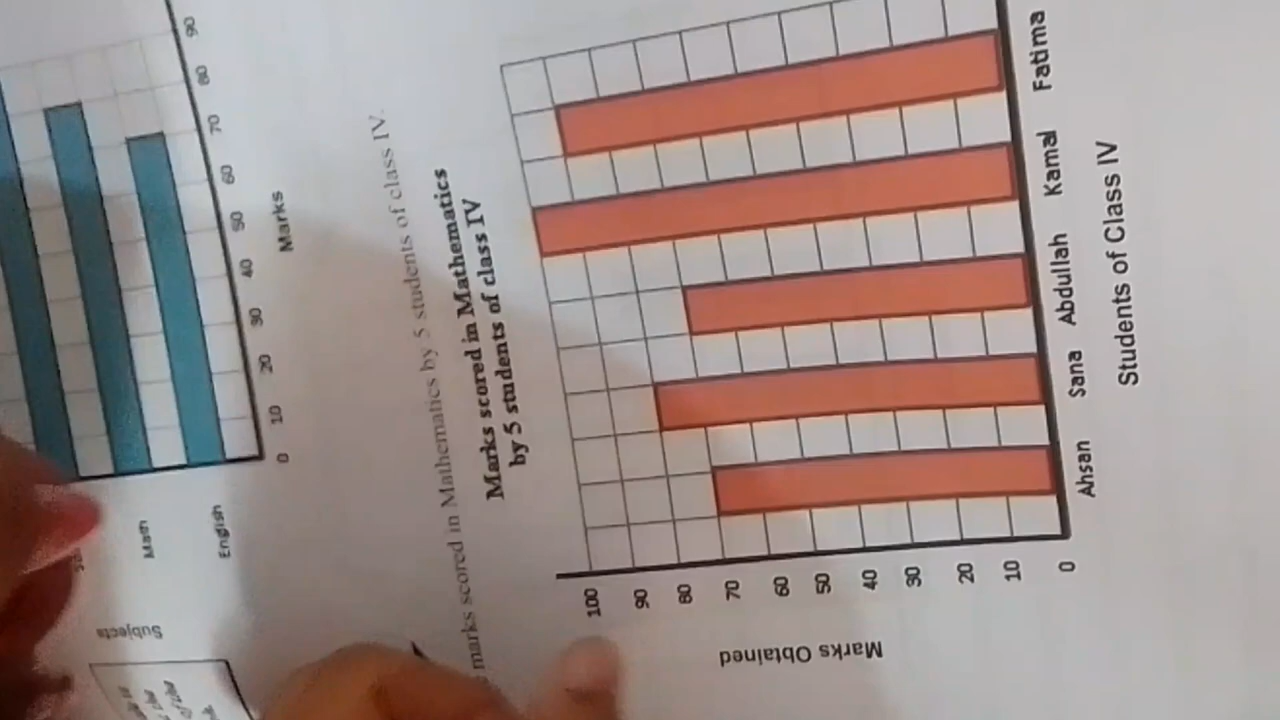 90
80
70
60
50
40
30
20
10
0
Marks
Math
English
Subjects
marks scored in Mathematics by 5 students of class IV.
Marks scored in Mathematics
by 5 students of class IV
100
90
80
70
60
50
40
30
20
10
0
Marks Obtained
Ahsan Sana Abdullah Kamal Fatima
Students of Class IV